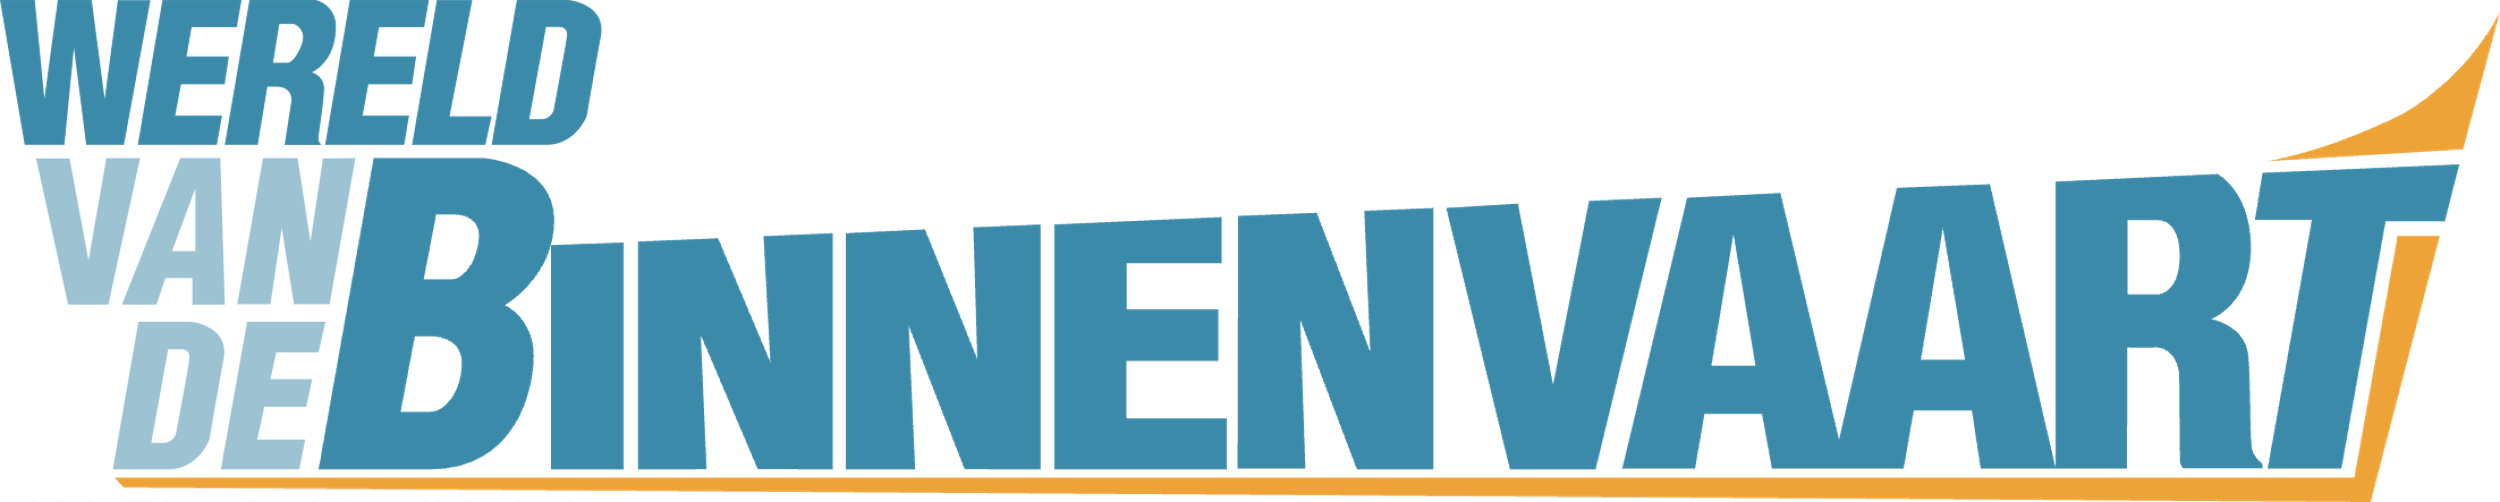 WERELD
VAN
DE BINNENVAART